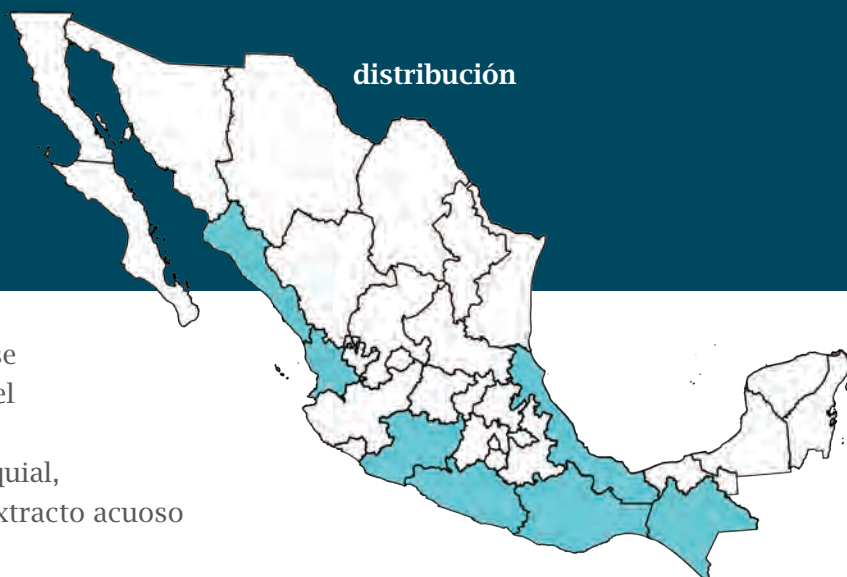 distribución
se
el
quial,
xtracto acuoso